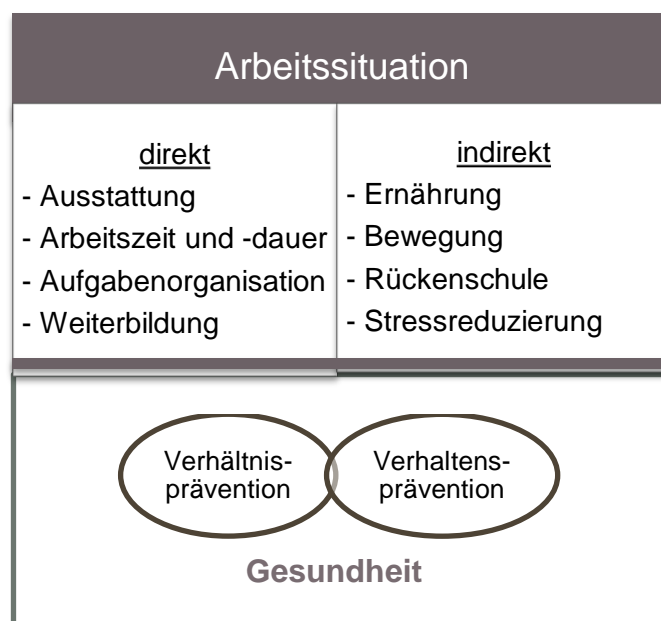 Arbeitssituation
direkt
- Ausstattung
- Arbeitszeit und -dauer
- Aufgabenorganisation
- Weiterbildung
indirekt
- Ernährung
- Bewegung
- Rückenschule
- Stressreduzierung
Verhältnis-
prävention
Verhaltens-
prävention
Gesundheit